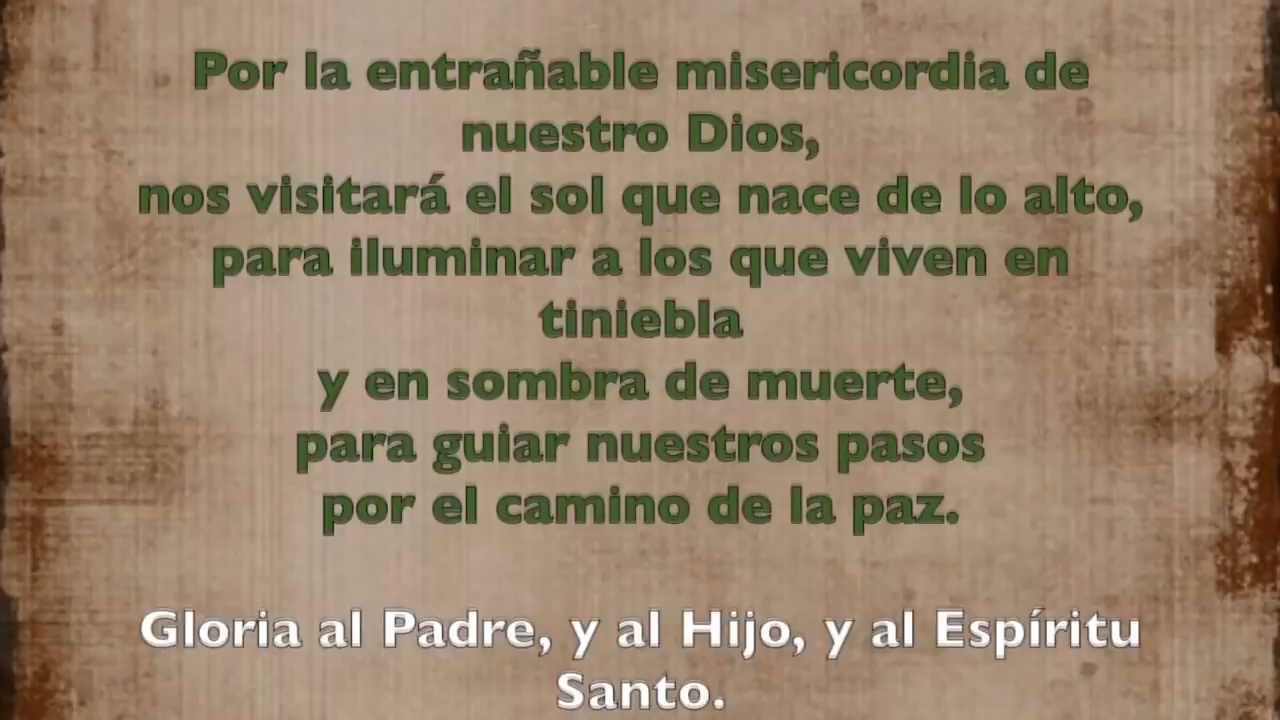 Por la entrañable misericordia de
nuestro Dios,
nos visitará el sol que nace de lo alto,
para iluminar a los que viven en
tiniebla
y en sombra de muerte,
para guiar nuestros pasos
por el camino de la paz.
Gloria al Padre, y al Hijo, y al Espíritu
Santo.